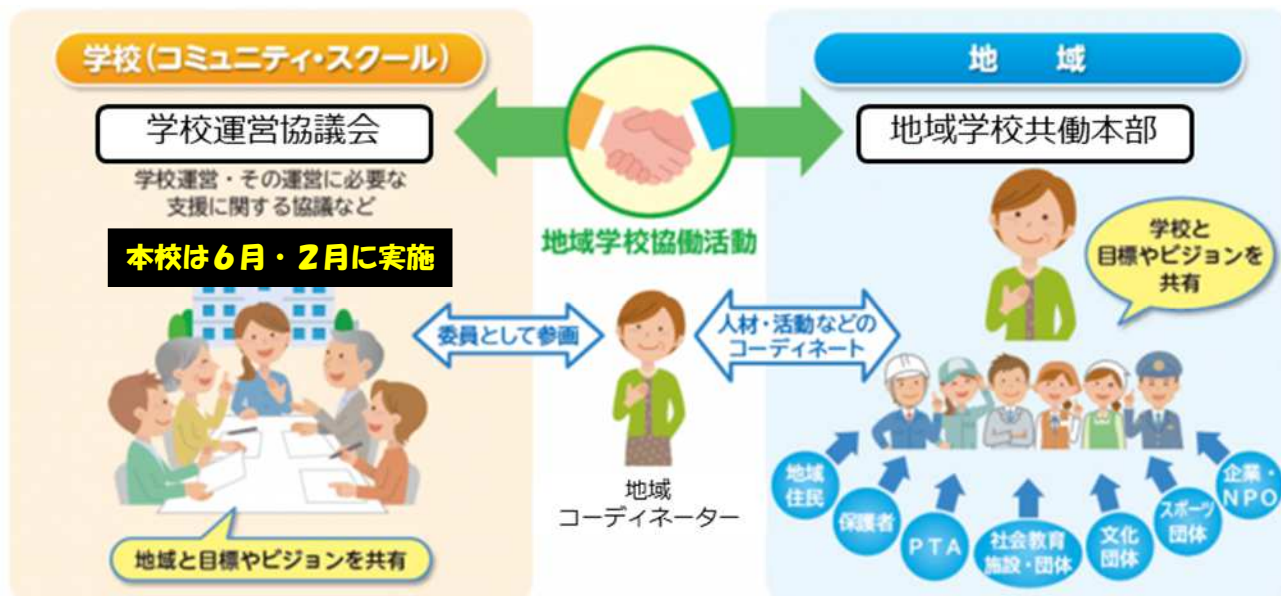 学校(コミュニティ・スクール)
学校運営協議会
学校運営・その運営に必要な
支援に関する協議など
本校は6月・2月に実施
地域と目標やビジョンを共有
地域学校協働活動
委員として参画
人材・活動などの
コーディネート
地域
コーディネーター
地　域
地域学校共働本部
学校と
目標やビジョンを
共有
地域
住民
保護者
PTA
社会教育
施設・団体
文化
団体
スポーツ
団体
企業・
NPO